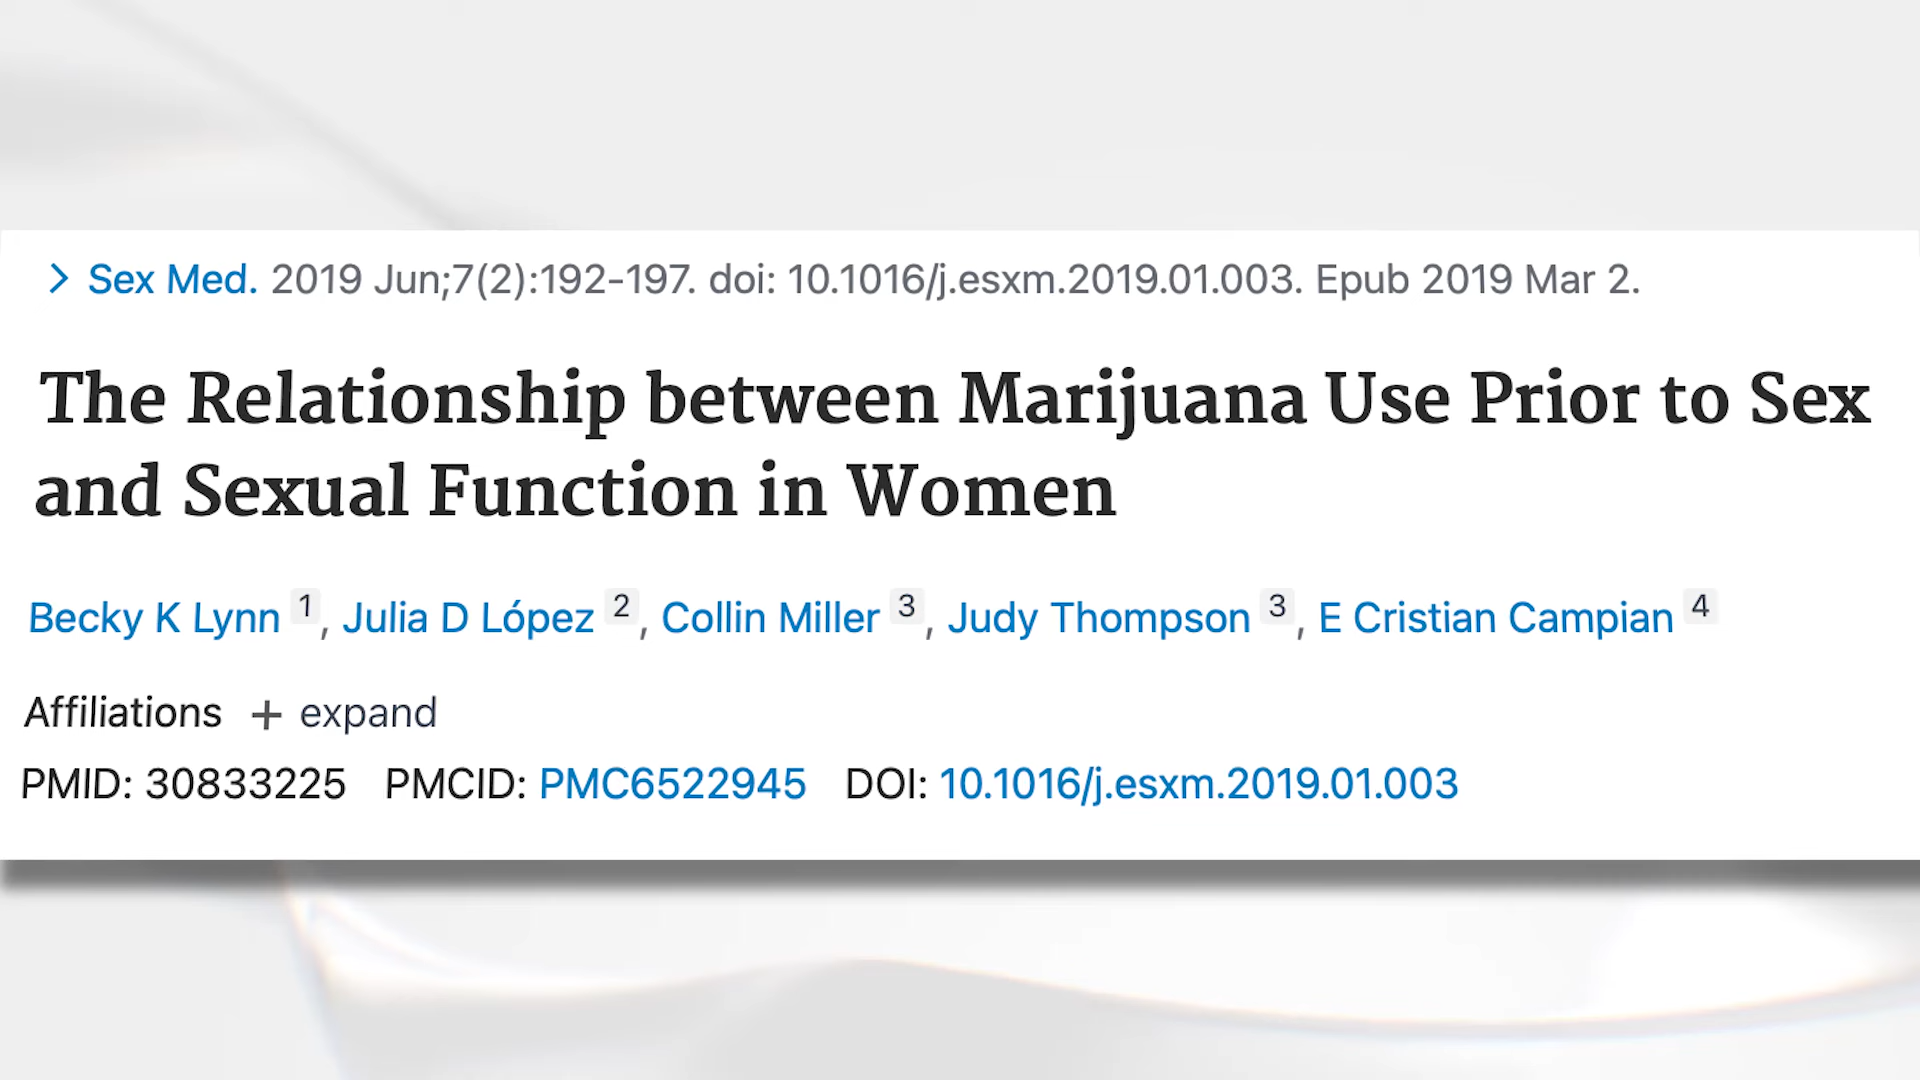 > Sex Med. 2019 Jun;7(2):192-197. doi: 10.1016/j.esxm.2019.01.003. Epub 2019 Mar 2.
The Relationship between Marijuana Use Prior to Sex
and Sexual Function in Women
Becky K Lynn 1, Julia D López 2, Collin Miller 3, Judy Thompson 3, E Cristian Campian 4
Affiliations + expand
PMID: 30833225 PMCID: PMC6522945 DOI: 10.1016/j.esxm.2019.01.003